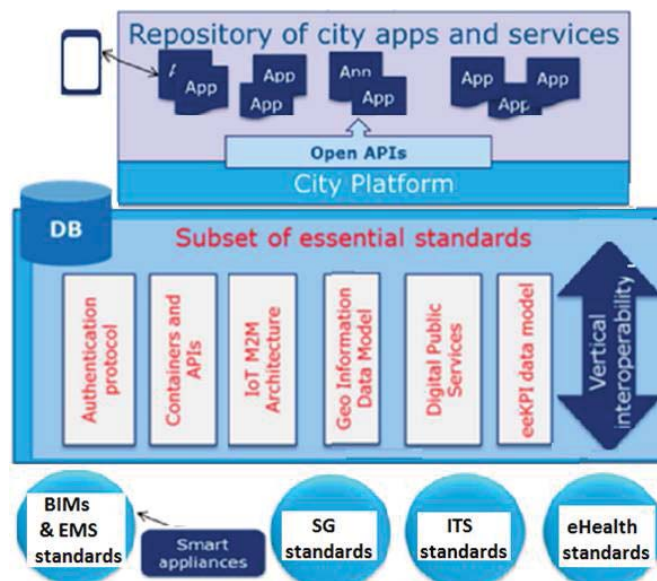 Repository of city apps and services
A
App
App
App
App
App
App
App
App
Open APIs
City Platform
DB
Subset of essential standards
Authentication
protocol
Containers and
APIs
IoT M2M
Architecture
Geo Information
Data Model
Digital Public
Services
eeKPI data model
Vertical
interoperability
BIMs
& EMS
standards
Smart
appliances
SG
standards
ITS
standards
eHealth
standards